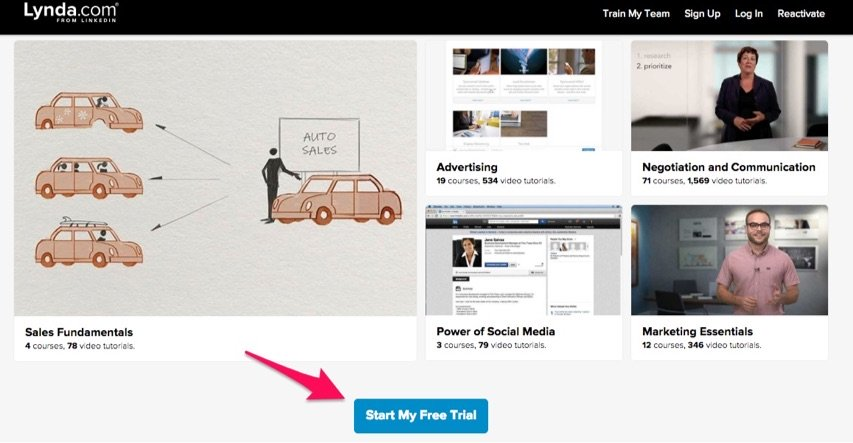 Lynda.com®
FROM LINKEDIN
Train My Team
Sign Up
Log In
Reactivate
AUTO
SALES
Sales Fundamentals
4 courses, 78 video tutorials.
Advertising
19 courses, 534 video tutorials.
1. research
2. prioritize
Negotiation and Communication
71 courses, 1,569 video tutorials.
Power of Social Media
3 courses, 79 video tutorials.
Marketing Essentials
12 courses, 346 video tutorials.
Start My Free Trial